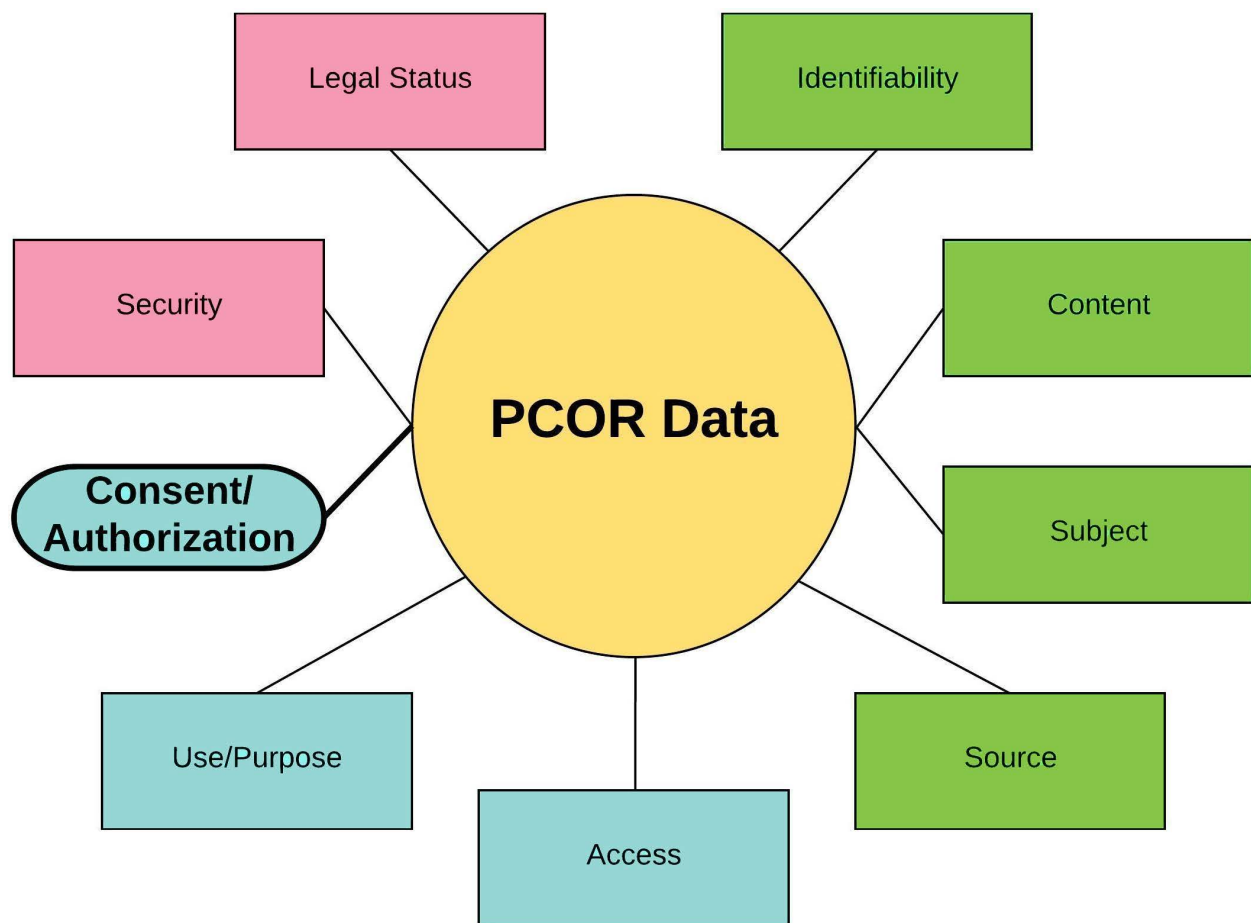 Legal Status
Identifiability
Security
Content
PCOR Data
Consent/
Authorization
Subject
Use/Purpose
Source
Access